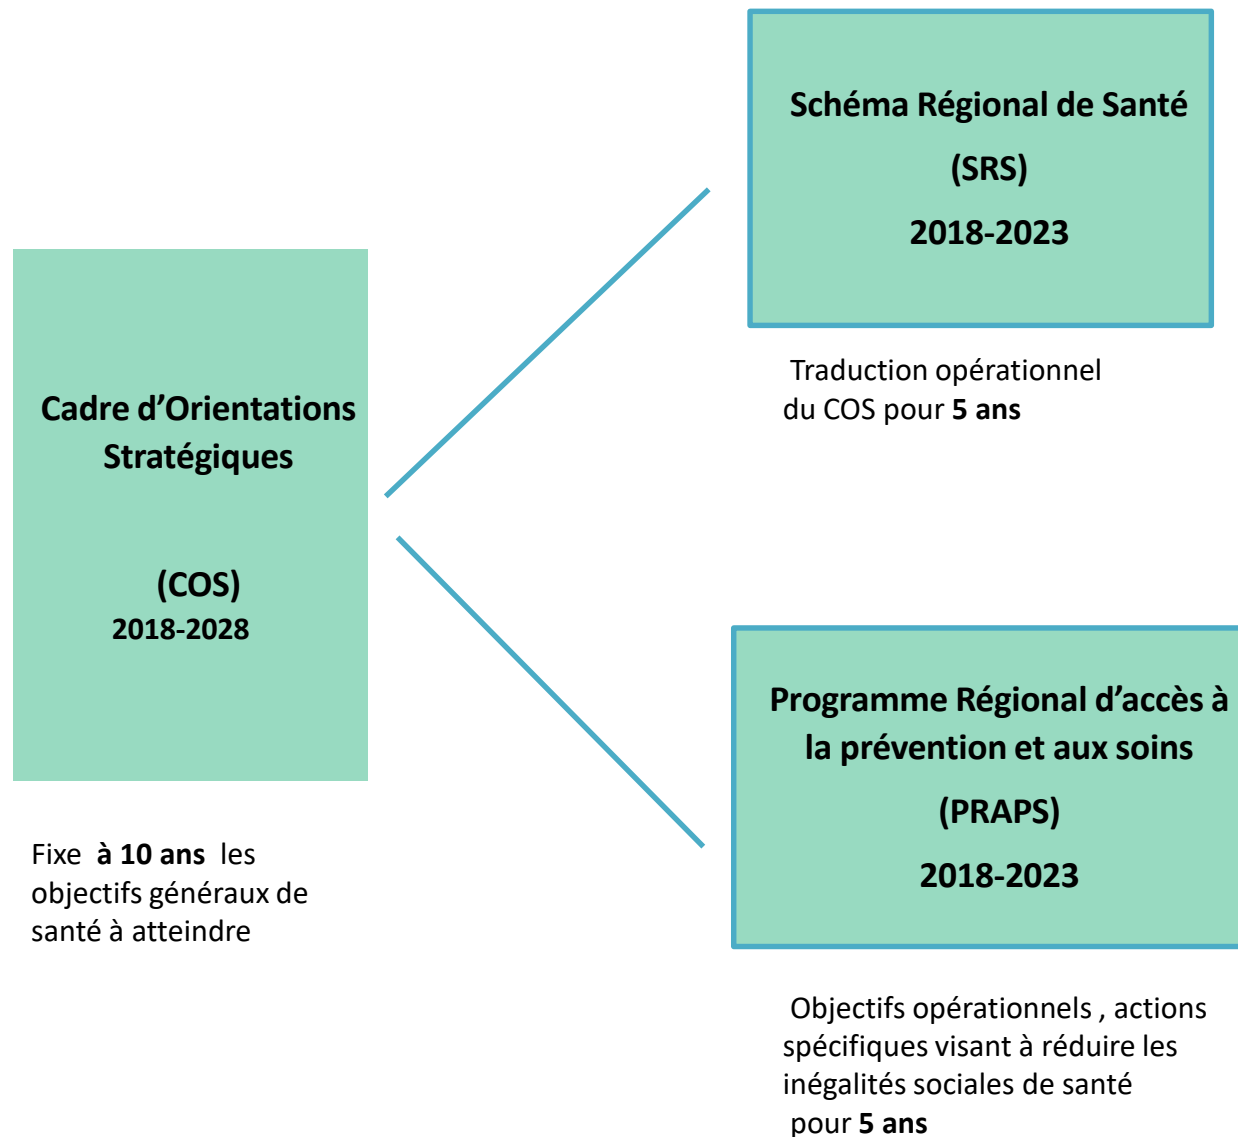 Cadre d’Orientations
Stratégiques
(COS)
2018-2028
Fixe à 10 ans les
objectifs généraux de
santé à atteindre
Schéma Régional de Santé
(SRS)
2018-2023
Traduction opérationnel
du COS pour 5 ans
Programme Régional d’accès à
la prévention et aux soins
(PRAPS)
2018-2023
Objectifs opérationnels , actions
spécifiques visant à réduire les
inégalités sociales de santé
pour 5 ans